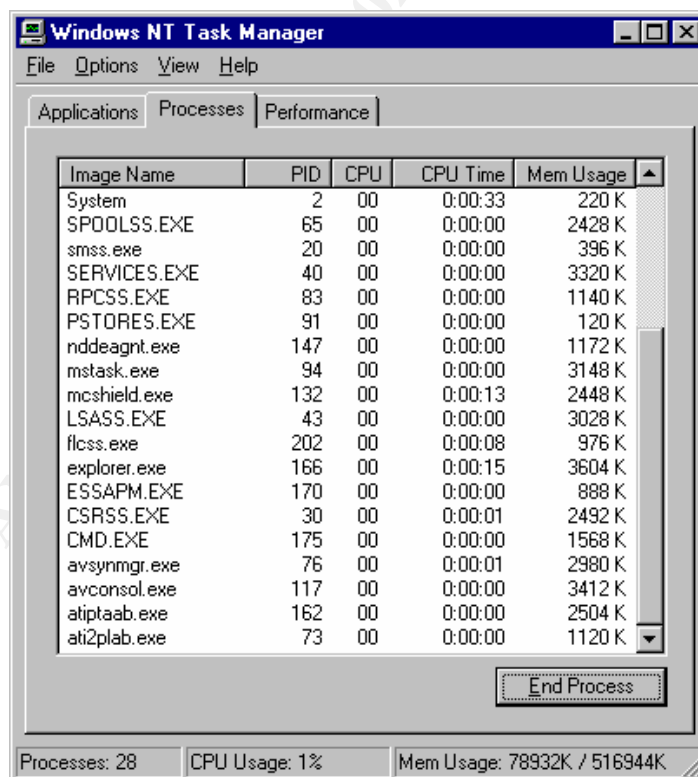 Windows NT Task Manager
File Options View Help
Applications Processes Performance
Image Name PID CPU CPU Time Mem Usage
System 2 00 0:00:33 220 K
SPOOLSS.EXE 65 00 0:00:00 2428 K
smss.exe 20 00 0:00:00 396 K
SERVICES.EXE 40 00 0:00:00 3320 K
RPCSS.EXE 83 00 0:00:00 1140 K
PSTORES.EXE 91 00 0:00:00 120 K
nddeagnt.exe 147 00 0:00:00 1172 K
mstask.exe 94 00 0:00:00 3148 K
mcshield.exe 132 00 0:00:13 2448 K
LSASS.EXE 43 00 0:00:00 3028 K
flcss.exe 202 00 0:00:08 976 K
explorer.exe 166 00 0:00:15 3604 K
ESSAPM.EXE 170 00 0:00:00 888 K
CSRSS.EXE 30 00 0:00:01 2492 K
CMD.EXE 175 00 0:00:00 1568 K
avsynmgr.exe 76 00 0:00:01 2980 K
avconsol.exe 117 00 0:00:00 3412 K
atiptaab.exe 162 00 0:00:00 2504 K
ati2plab.exe 73 00 0:00:00 1120 K
End Process
Processes: 28 CPU Usage: 1% Mem Usage: 78932K / 516944K